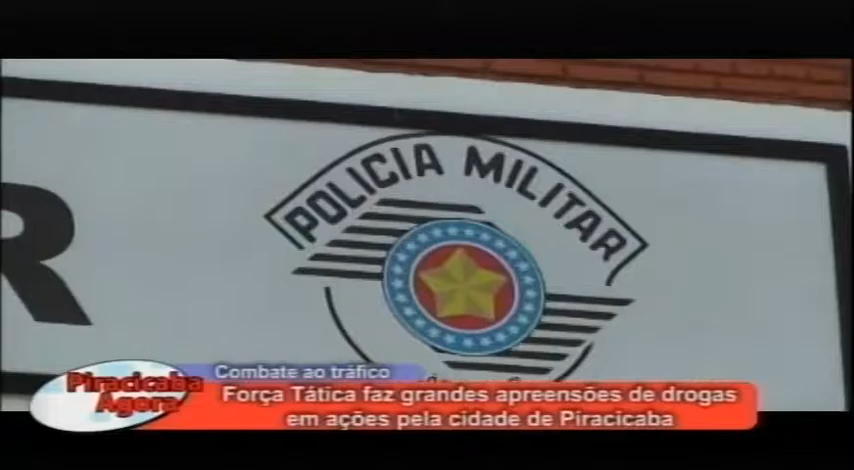 POLICIA MILITAR
R
Combate ao tráfico
Piracicaba
Agora
Força Tática faz grandes apreensões de drogas
em ações pela cidade de Piracicaba